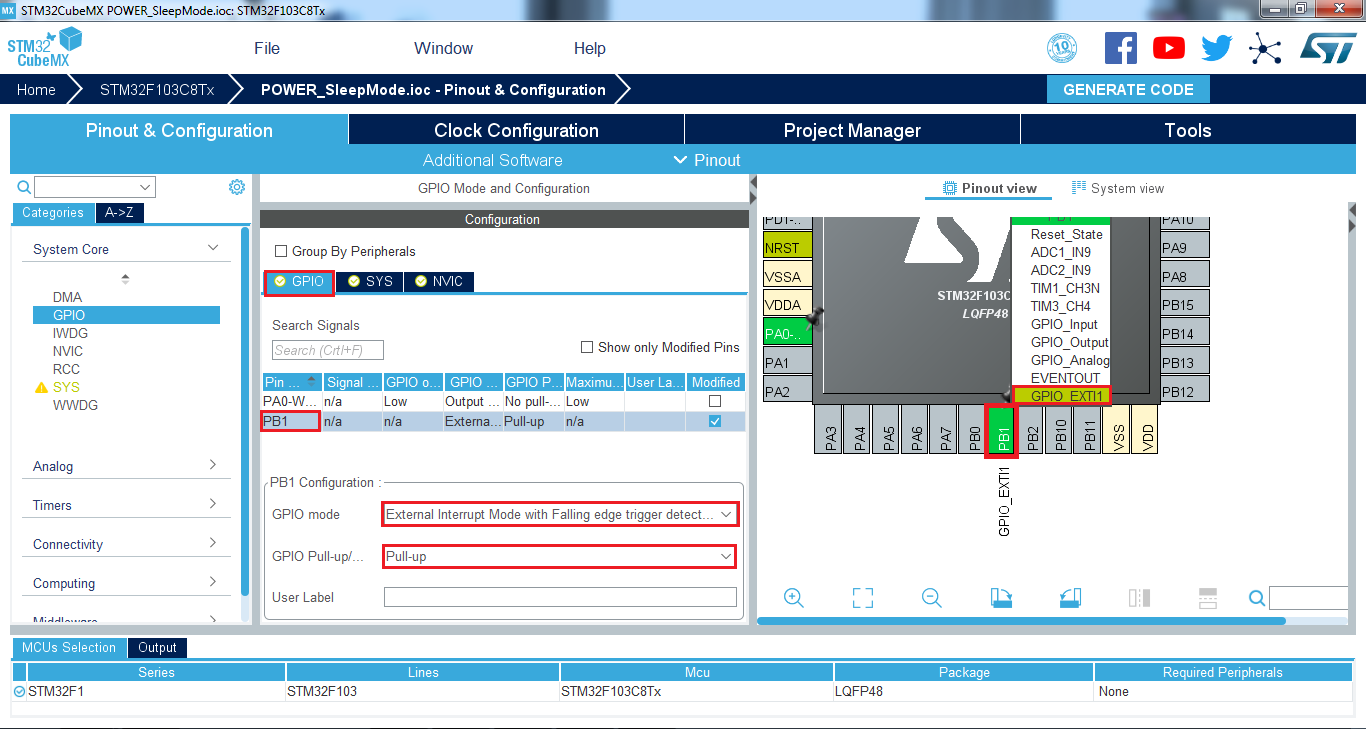 MX STM32CubeMX POWER_SleepMode.ioc: STM32F103C8Tx
STM32 CubeMX
File Window Help
10
ST
Home STM32F103C8Tx POWER_SleepMode.ioc - Pinout & Configuration GENERATE CODE
Pinout & Configuration Clock Configuration Project Manager Tools
Additional Software Pinout
Categories A->Z
System Core
DMA
GPIO
IWDG
NVIC
RCC
SYS
WWDG
Analog
Timers
Connectivity
Computing
Middleware
GPIO Mode and Configuration
Configuration
Group By Peripherals
GPIO SYS NVIC
Search Signals
Search (Crtl+F)
Show only Modified Pins
Pin ... Signal ... GPIO o... GPIO ... GPIO P... Maximu... User La... Modified
PA0-W... n/a Low Output ... No pull-... Low
PB1 n/a n/a Externa... Pull-up n/a
PB1 Configuration :
GPIO mode External Interrupt Mode with Falling edge trigger detect...
GPIO Pull-up/... Pull-up
User Label
Pinout view System view
PD1-..
NRST
VSSA
VDDA
PA0-..
PA1
PA2
STM32F103C
LQFP48
Reset_State
ADC1_IN9
ADC2_IN9
TIM1_CH3N
TIM3_CH4
GPIO_Input
GPIO_Output
GPIO_Analog
EVENTOUT
GPIO_EXTI1
PA10
PA9
PA8
PB15
PB14
PB13
PB12
PA3
PA4
PA5
PA6
PA7
PB0
PB1
PB2
PB10
PB11
VSS
VDD
GPIO_EXTI1
MCUs Selection Output
Series Lines Mcu Package Required Peripherals
STM32F1 STM32F103 STM32F103C8Tx LQFP48 None